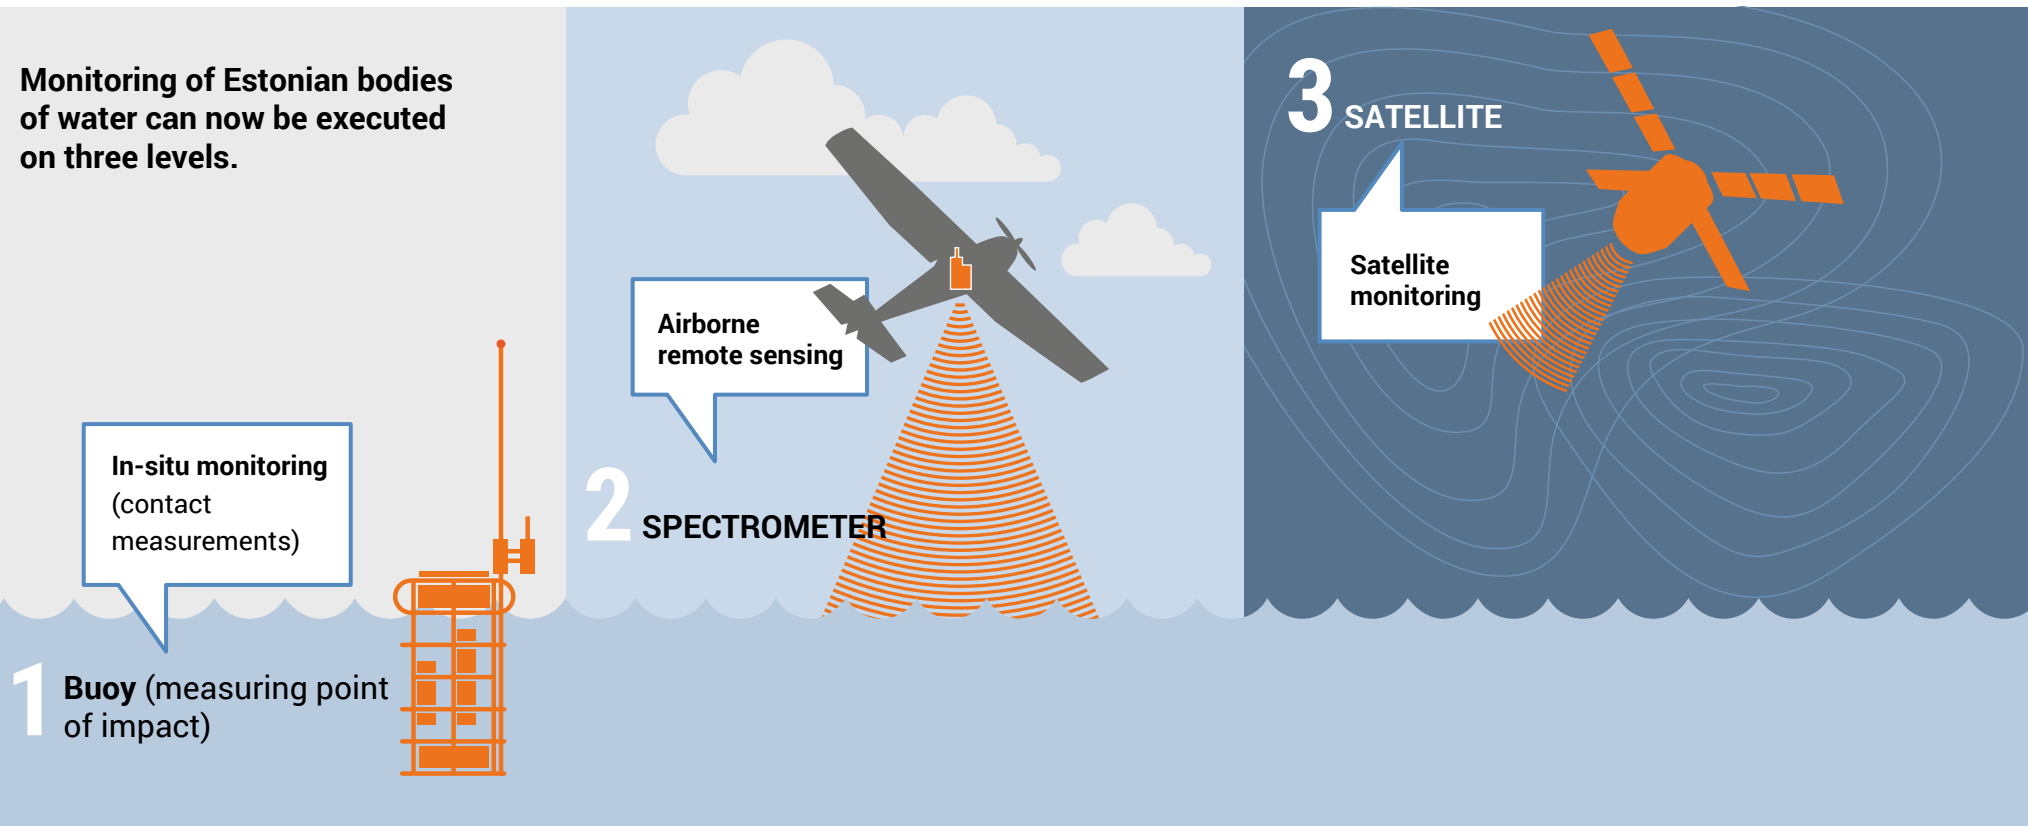 Monitoring of Estonian bodies
of water can now be executed
on three levels.
In-situ monitoring
(contact
measurements)
1 Buoy (measuring point
of impact)
Airborne
remote sensing
2 SPECTROMETER
3 SATELLITE
Satellite
monitoring